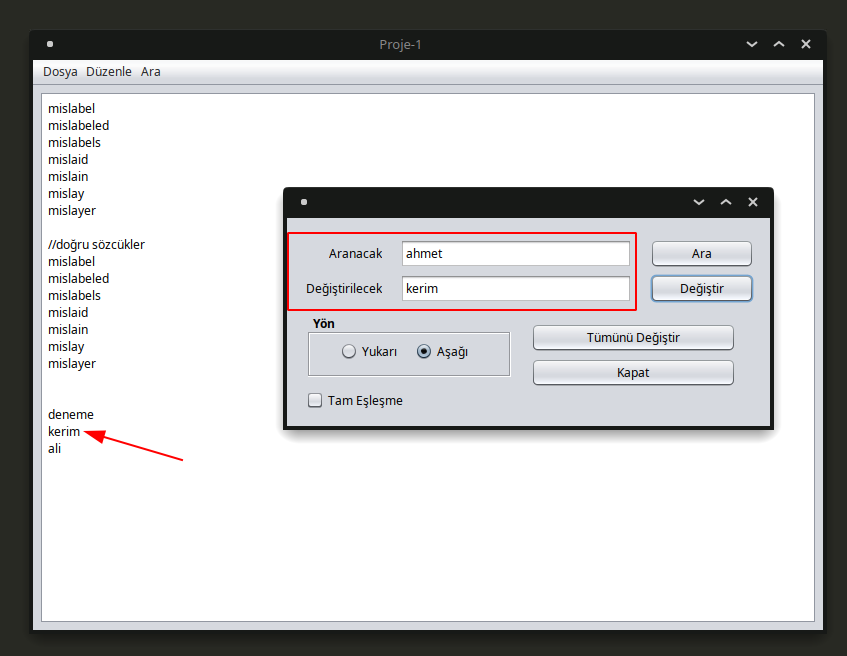 Proje-1
Dosya Düzenle Ara
mislabel
mislabeled
mislabels
mislaid
mislain
mislay
mislayer
//doğru sözcükler
mislabel
mislabeled
mislabels
mislaid
mislain
mislay
mislayer
deneme
kerim
ali
Aranacak ahmet Ara
Değiştirilecek kerim Değiştir
Yön
Yukarı Aşağı
Tümünü Değiştir
Kapat
Tam Eşleşme